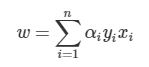 w = \sum_{i=1}^{n} \alpha_i y_i x_i